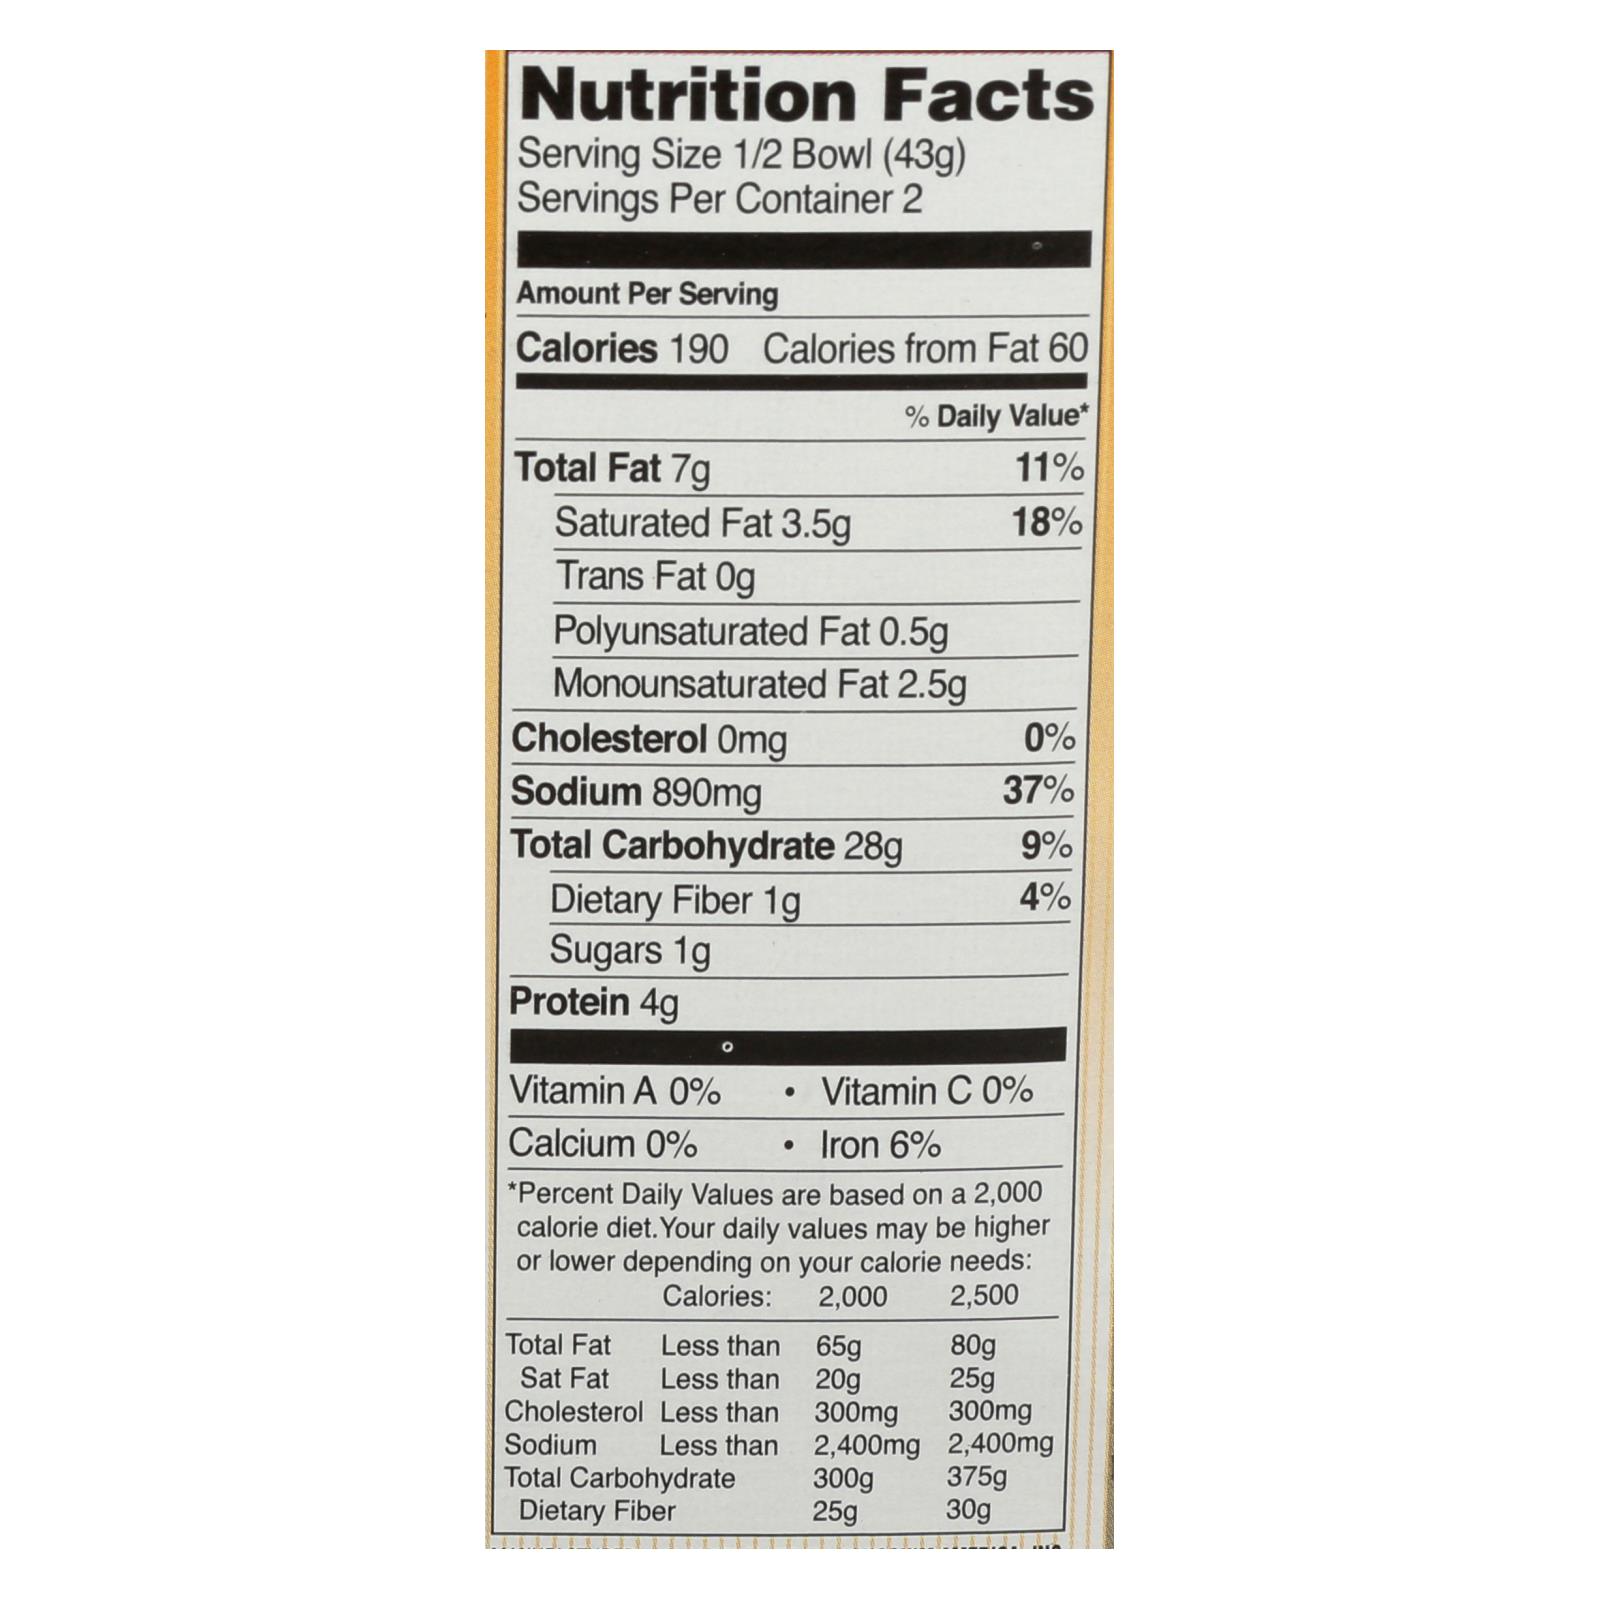 Nutrition Facts
Serving Size 1/2 Bowl (43g)
Servings Per Container 2
Amount Per Serving
Calories 190 Calories from Fat 60
% Daily Value*
Total Fat 7g 11%
Saturated Fat 3.5g 18%
Trans Fat 0g
Polyunsaturated Fat 0.5g
Monounsaturated Fat 2.5g
Cholesterol 0mg 0%
Sodium 890mg 37%
Total Carbohydrate 28g 9%
Dietary Fiber 1g 4%
Sugars 1g
Protein 4g
Vitamin A 0% • Vitamin C 0%
Calcium 0% • Iron 6%
*Percent Daily Values are based on a 2,000
calorie diet. Your daily values may be higher
or lower depending on your calorie needs:
Calories: 2,000 2,500
Total Fat Less than 65g 80g
Sat Fat Less than 20g 25g
Cholesterol Less than 300mg 300mg
Sodium Less than 2,400mg 2,400mg
Total Carbohydrate 300g 375g
Dietary Fiber 25g 30g